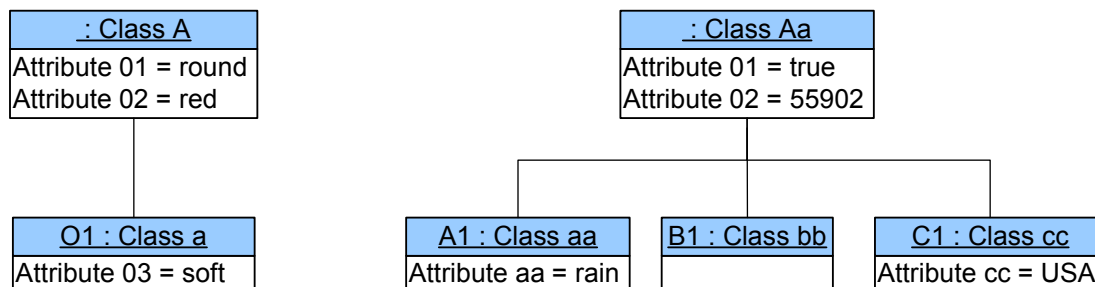 : Class A
Attribute 01 = round
Attribute 02 = red
: Class Aa
Attribute 01 = true
Attribute 02 = 55902
O1 : Class a
Attribute 03 = soft
A1 : Class aa
Attribute aa = rain
B1 : Class bb
C1 : Class cc
Attribute cc = USA